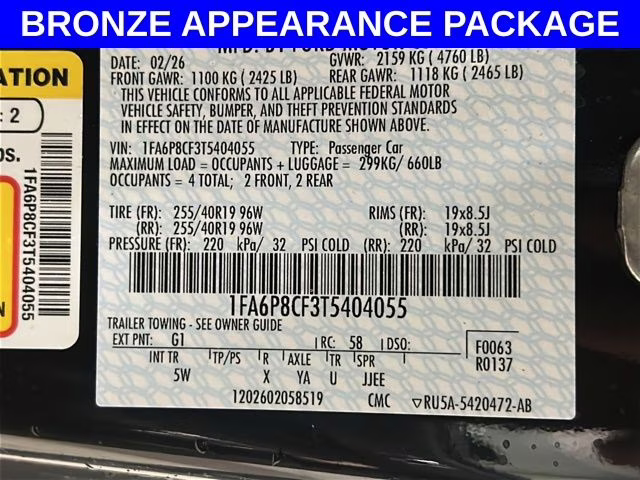 BRONZE APPEARANCE PACKAGE
DATE: 02/26 GVWR: 2159 KG ( 4760 LB)
FRONT GAWR: 1100 KG ( 2425 LB) REAR GAWR: 1118 KG ( 2465 LB)
THIS VEHICLE CONFORMS TO ALL APPLICABLE FEDERAL MOTOR
VEHICLE SAFETY, BUMPER, AND THEFT PREVENTION STANDARDS
IN EFFECT ON THE DATE OF MANUFACTURE SHOWN ABOVE.
VIN: 1FA6P8CF3T5404055 TYPE: Passenger Car
MAXIMUM LOAD = OCCUPANTS + LUGGAGE = 299KG/ 660LB
OCCUPANTS = 4 TOTAL; 2 FRONT, 2 REAR
TIRE (FR): 255/40R19 96W RIMS (FR): 19x8.5J
(RR): 255/40R19 96W (RR): 19x8.5J
PRESSURE (FR): 220 kPa/ 32 PSI COLD (RR): 220 kPa/ 32 PSI COLD
1FA6P8CF3T5404055
TRAILER TOWING - SEE OWNER GUIDE
EXT PNT: G1 RC: 58 DSO: F0063
R0137
INT TR TP/PS R AXLE TR SPR
5W X YA U JJEE
1202602058519 CMC ▽RU5A-5420472-AB
: 2
1FA6P8CF3T5404055